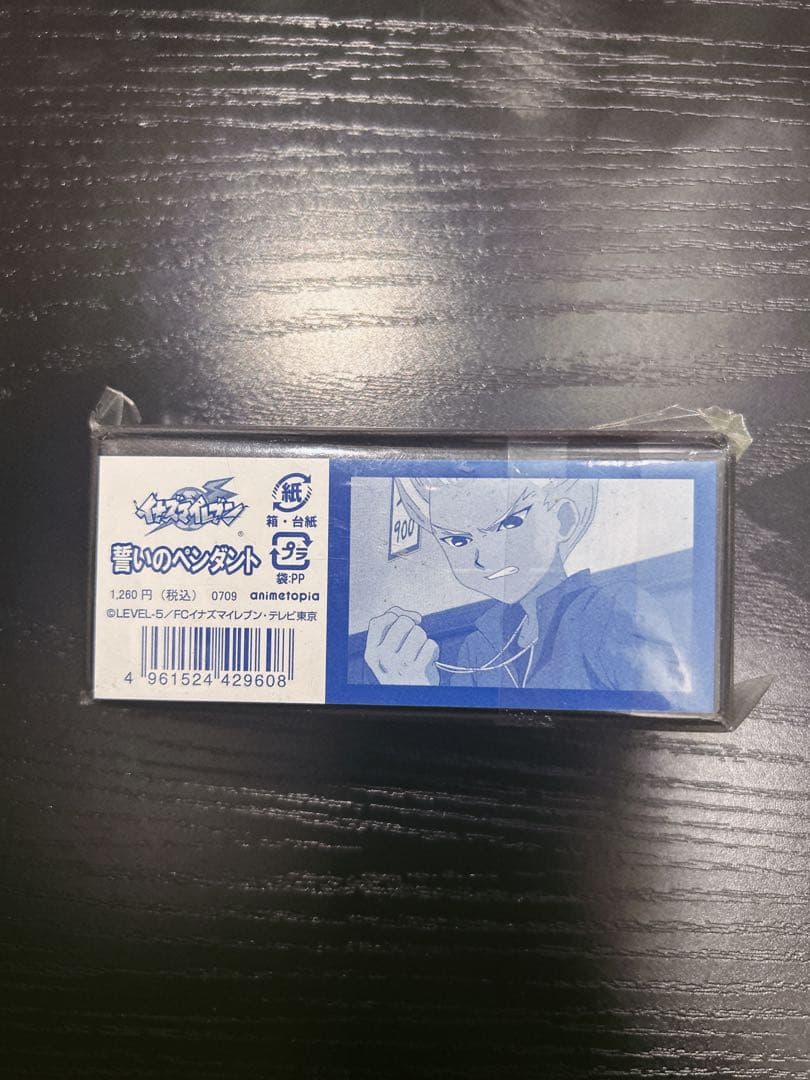 イナズマイレブン
®
誓いのペンダント
1,260円(税込) 0709 animetopia
©LEVEL-5/FCイナズマイレブン・テレビ東京
4 961524 429608
紙
箱・台紙
プラ
袋:PP
900